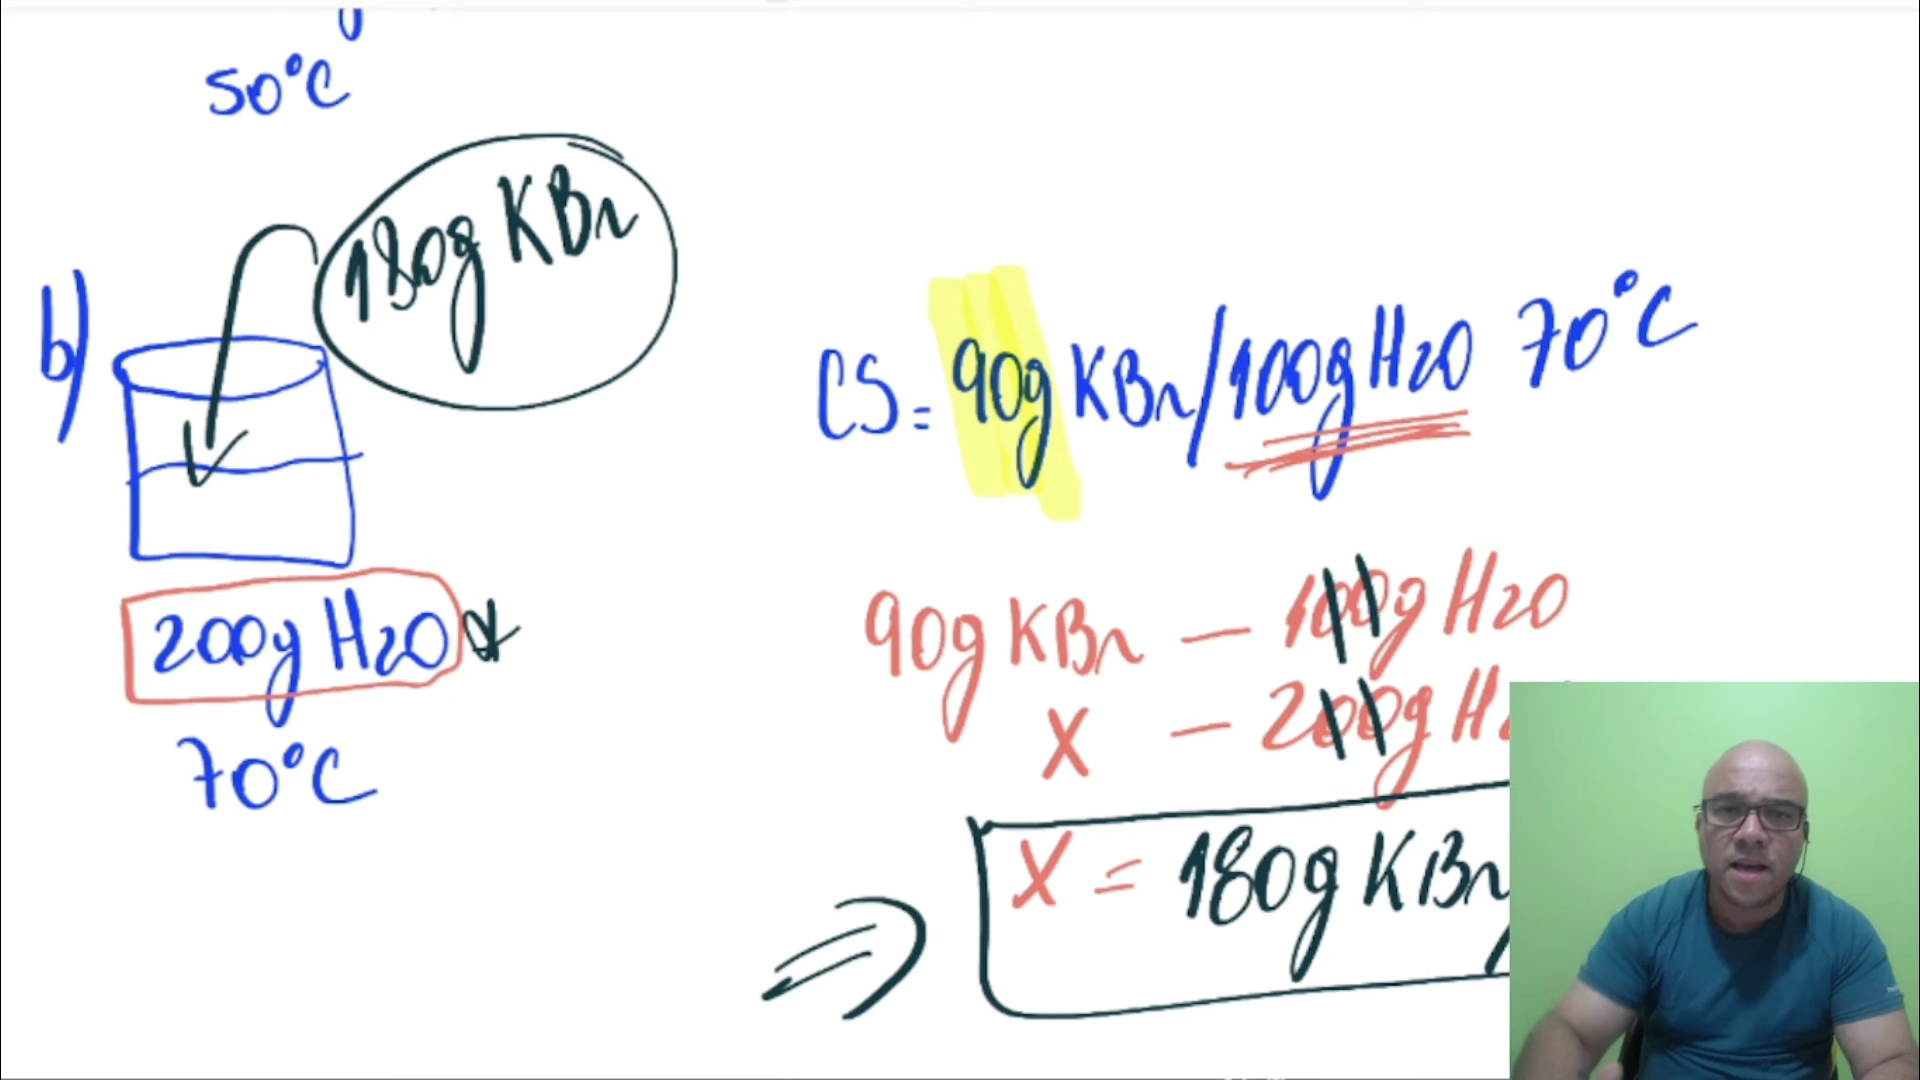 50°C
180g KBr
b)
200g H2O
70°C
CS = 90g KBr/100g H2O 70°C
90g KBr — 100g H2O
X — 200g H2
X = 180g KBr